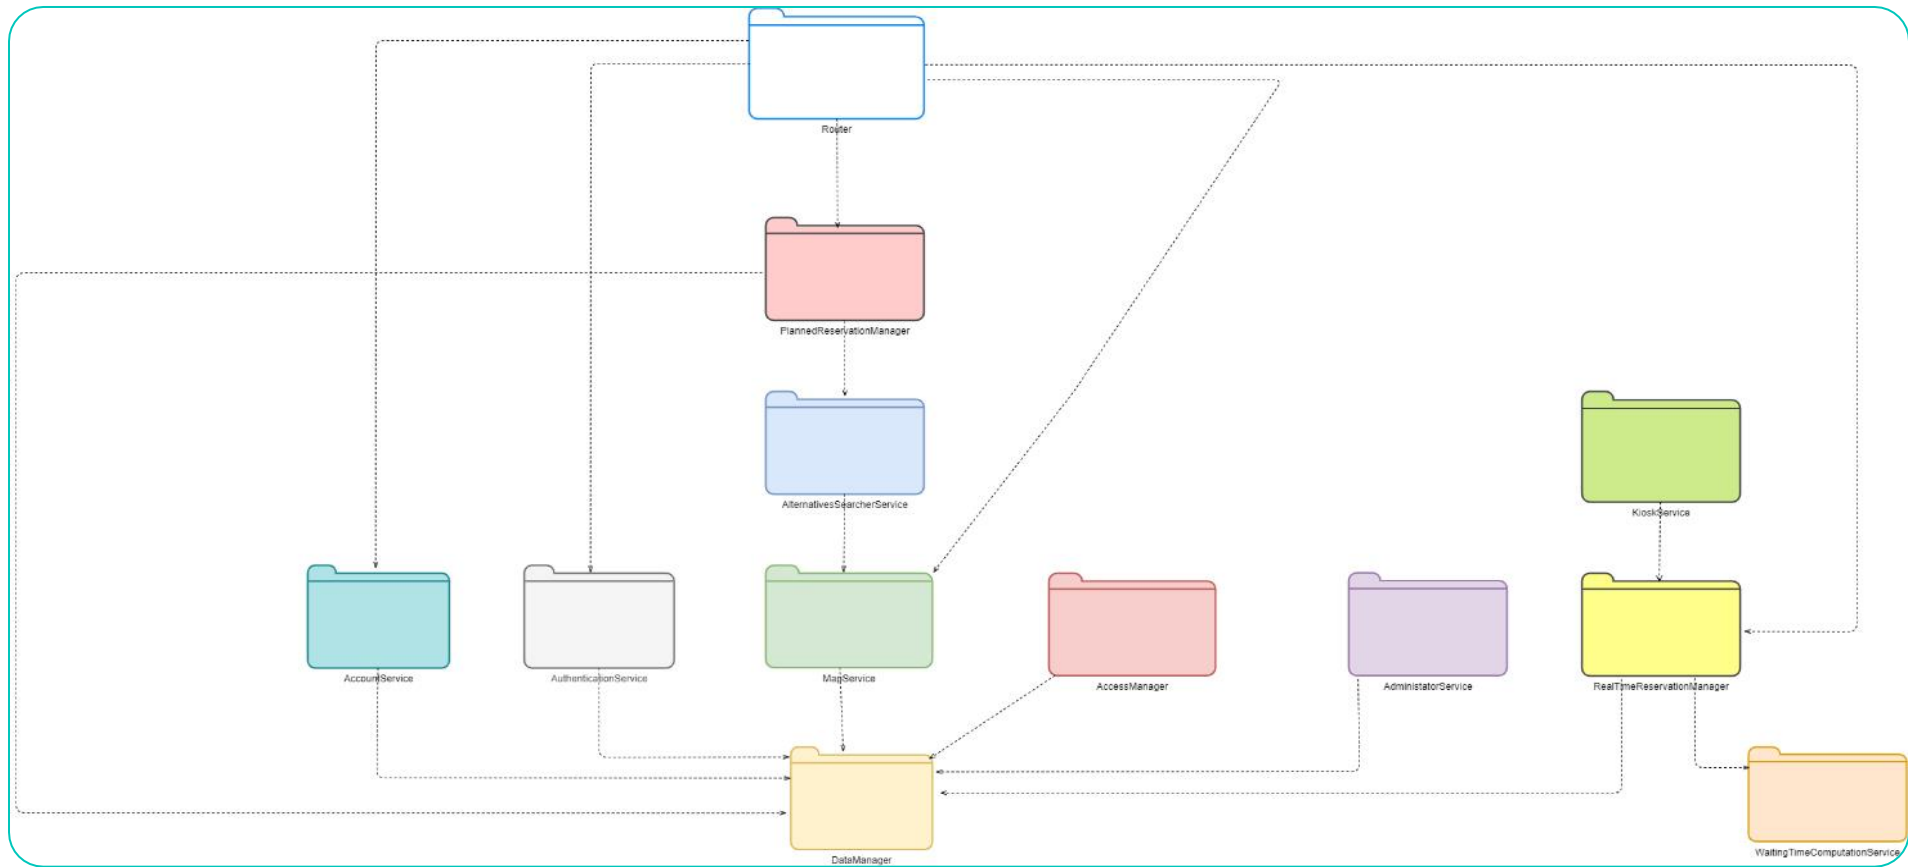 Router
PlannedReservationManager
AlternativesSearcherService
KioskService
AccountService
AuthenticationService
MapService
AccessManager
AdministatorService
RealTimeReservationManager
DataManager
WaitingTimeComputationService